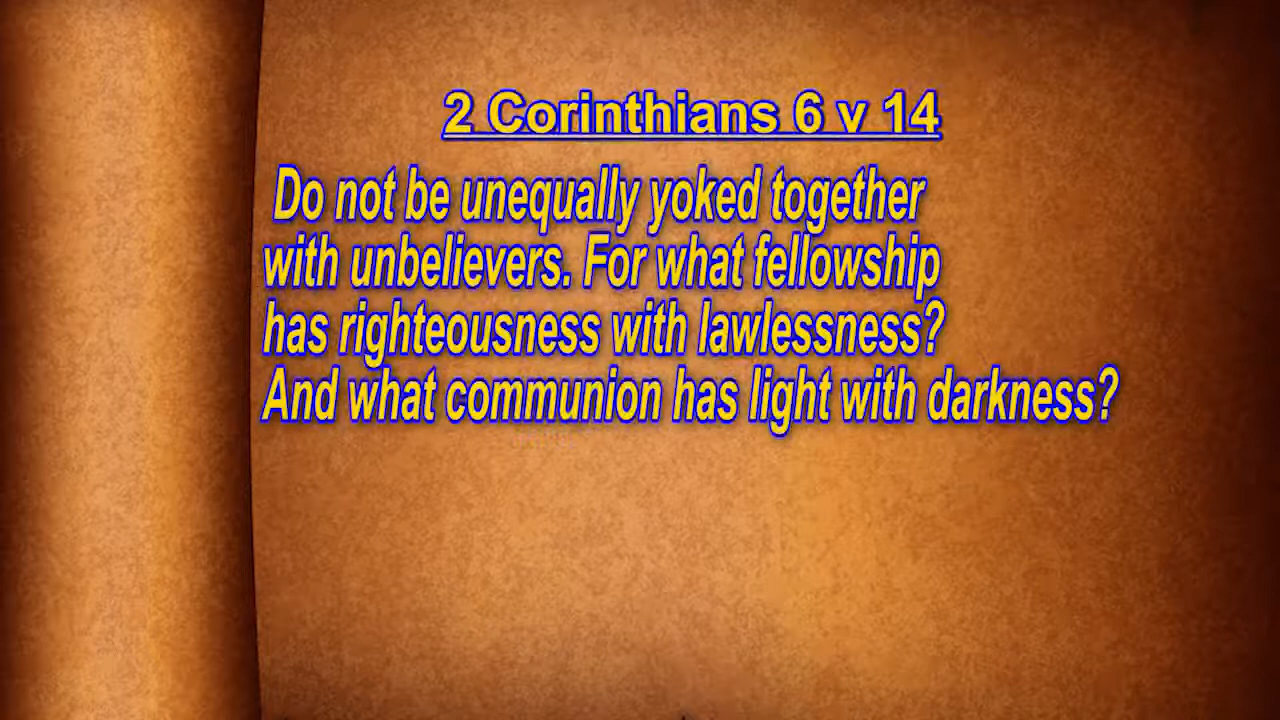 2 Corinthians 6 v 14
Do not be unequally yoked together
with unbelievers. For what fellowship
has righteousness with lawlessness?
And what communion has light with darkness?